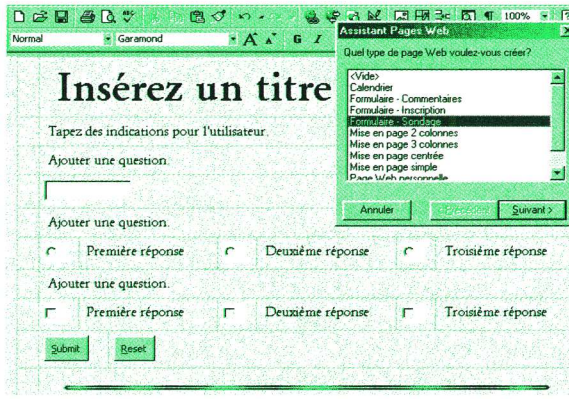 100%
Normal
Garamond
G I
Assistant Pages Web
Quel type de page Web voulez-vous créer?
<Vide>
Calendrier
Formulaire - Commentaires
Formulaire - Inscription
Formulaire - Sondage
Mise en page 2 colonnes
Mise en page 3 colonnes
Mise en page centrée
Mise en page simple
Page Web personnelle
Annuler
Suivant >
Insérez un titre
Tapez des indications pour l'utilisateur.
Ajouter une question.
Ajouter une question.
Première réponse Deuxième réponse Troisième réponse
Ajouter une question.
Première réponse Deuxième réponse Troisième réponse
Submit Reset